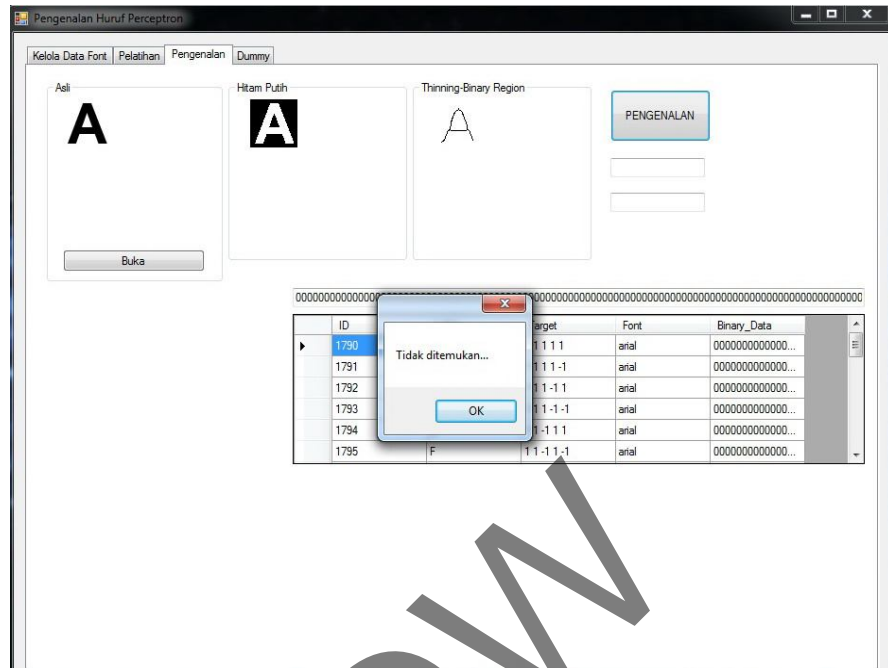 Pengenalan Huruf Perceptron
Kelola Data Font Pelatihan Pengenalan Dummy
Asli Hitam Putih Thinning-Binary Region
A A A
PENGENALAN
Buka
ID Target Font Binary_Data
1790 1 1 1 1 arial 0000000000000...
1791 1 1 1 -1 arial 0000000000000...
1792 1 1 -1 1 arial 0000000000000...
1793 1 1 -1 -1 arial 0000000000000...
1794 1 -1 1 1 arial 0000000000000...
1795 F 1 1 -1 1 -1 arial 0000000000000...
Tidak ditemukan...
OK